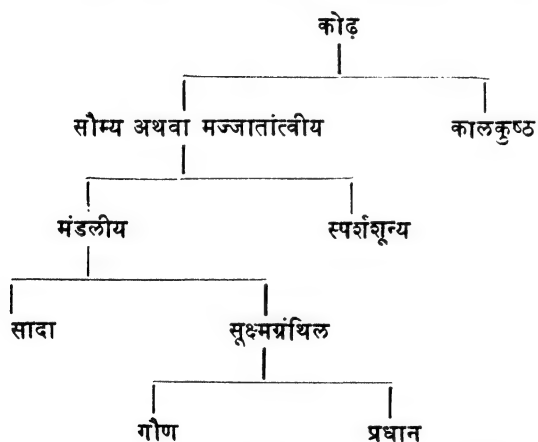 कोढ़
सौम्य अथवा मज्जातांत्वीय कालकुष्ठ
मंडलीय स्पर्शशून्य
सादा सूक्ष्मग्रंथिल
गौण प्रधान